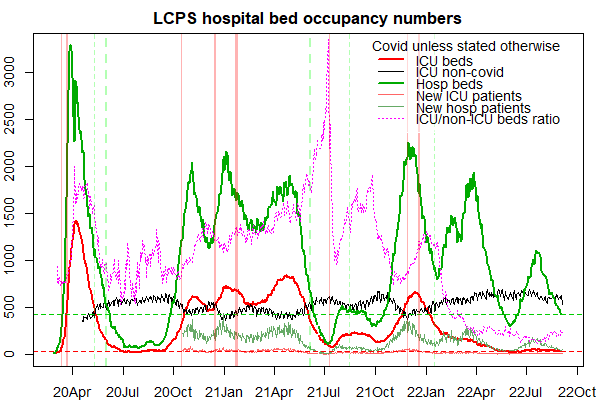 LCPS hospital bed occupancy numbers
Covid unless stated otherwise
ICU beds
ICU non-covid
Hosp beds
New ICU patients
New hosp patients
ICU/non-ICU beds ratio
3000
2500
2000
1500
1000
500
0
20Apr 20Jul 20Oct 21Jan 21Apr 21Jul 21Oct 22Jan 22Apr 22Jul 22Oct